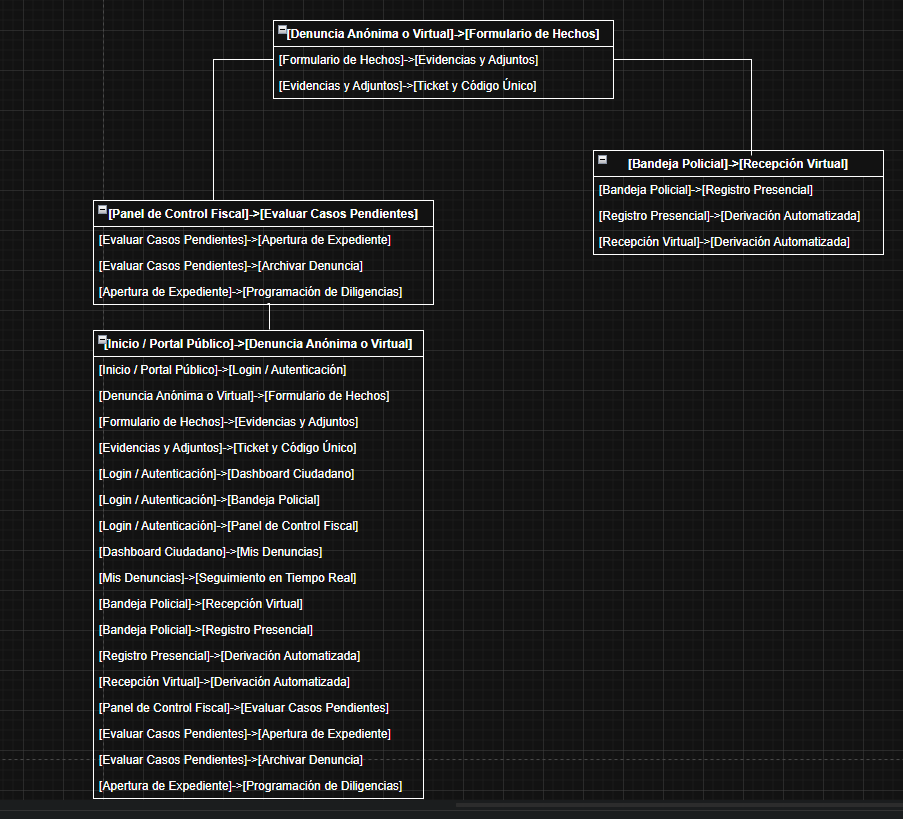 [Denuncia Anónima o Virtual]->[Formulario de Hechos]
[Formulario de Hechos]->[Evidencias y Adjuntos]
[Evidencias y Adjuntos]->[Ticket y Código Único]
[Bandeja Policial]->[Recepción Virtual]
[Bandeja Policial]->[Registro Presencial]
[Registro Presencial]->[Derivación Automatizada]
[Recepción Virtual]->[Derivación Automatizada]
[Panel de Control Fiscal]->[Evaluar Casos Pendientes]
[Evaluar Casos Pendientes]->[Apertura de Expediente]
[Evaluar Casos Pendientes]->[Archivar Denuncia]
[Apertura de Expediente]->[Programación de Diligencias]
[Inicio / Portal Público]->[Denuncia Anónima o Virtual]
[Inicio / Portal Público]->[Login / Autenticación]
[Denuncia Anónima o Virtual]->[Formulario de Hechos]
[Formulario de Hechos]->[Evidencias y Adjuntos]
[Evidencias y Adjuntos]->[Ticket y Código Único]
[Login / Autenticación]->[Dashboard Ciudadano]
[Login / Autenticación]->[Bandeja Policial]
[Login / Autenticación]->[Panel de Control Fiscal]
[Dashboard Ciudadano]->[Mis Denuncias]
[Mis Denuncias]->[Seguimiento en Tiempo Real]
[Bandeja Policial]->[Recepción Virtual]
[Bandeja Policial]->[Registro Presencial]
[Registro Presencial]->[Derivación Automatizada]
[Recepción Virtual]->[Derivación Automatizada]
[Panel de Control Fiscal]->[Evaluar Casos Pendientes]
[Evaluar Casos Pendientes]->[Apertura de Expediente]
[Evaluar Casos Pendientes]->[Archivar Denuncia]
[Apertura de Expediente]->[Programación de Diligencias]